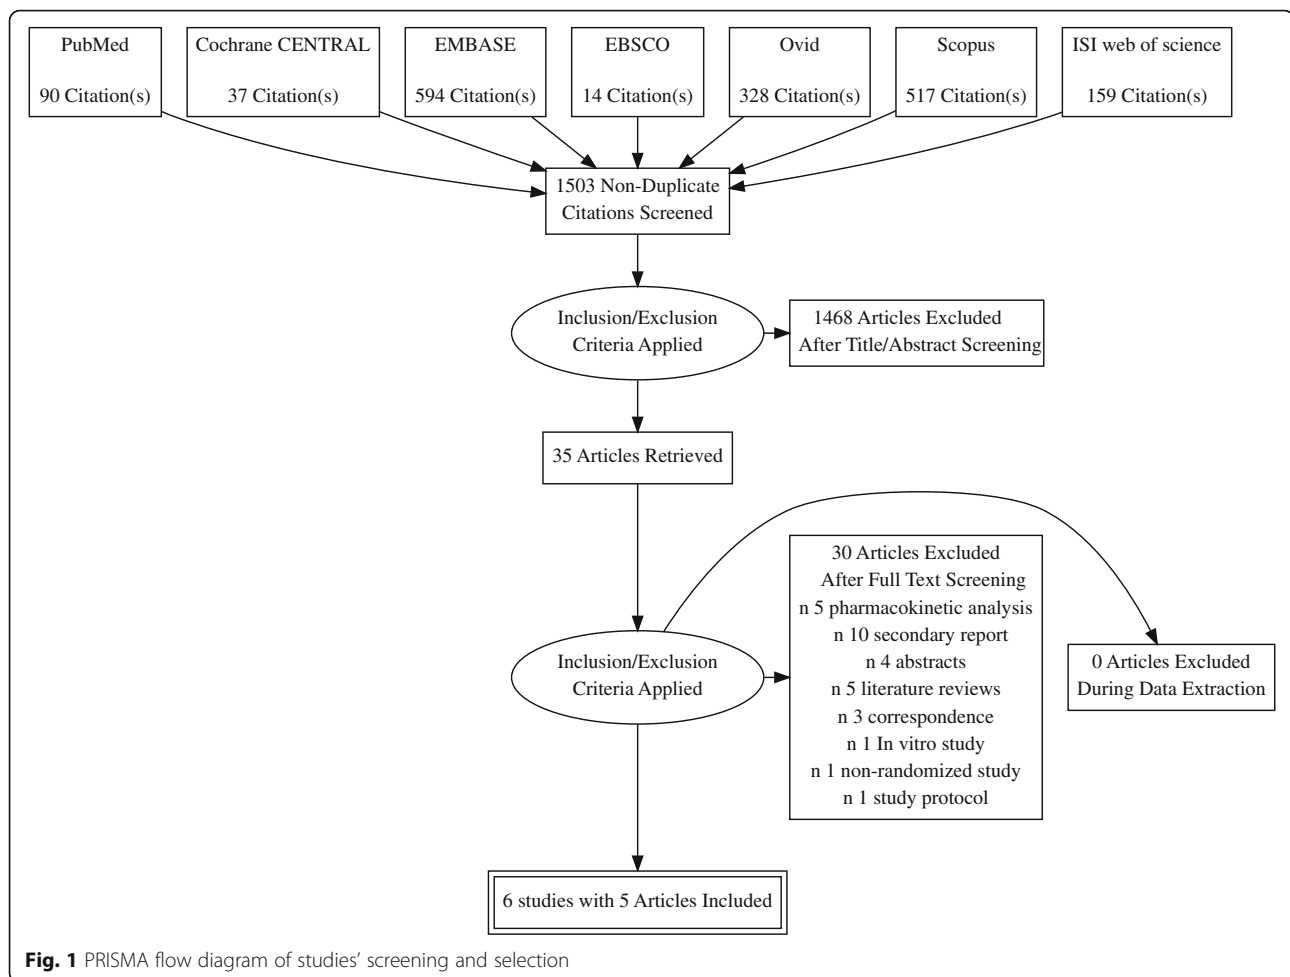 PubMed
90 Citation(s)
Cochrane CENTRAL
37 Citation(s)
EMBASE
594 Citation(s)
EBSCO
14 Citation(s)
Ovid
328 Citation(s)
Scopus
517 Citation(s)
ISI web of science
159 Citation(s)
1503 Non-Duplicate
Citations Screened
Inclusion/Exclusion
Criteria Applied
1468 Articles Excluded
After Title/Abstract Screening
35 Articles Retrieved
Inclusion/Exclusion
Criteria Applied
30 Articles Excluded
After Full Text Screening
n 5 pharmacokinetic analysis
n 10 secondary report
n 4 abstracts
n 5 literature reviews
n 3 correspondence
n 1 In vitro study
n 1 non-randomized study
n 1 study protocol
0 Articles Excluded
During Data Extraction
6 studies with 5 Articles Included
Fig. 1 PRISMA flow diagram of studies’ screening and selection